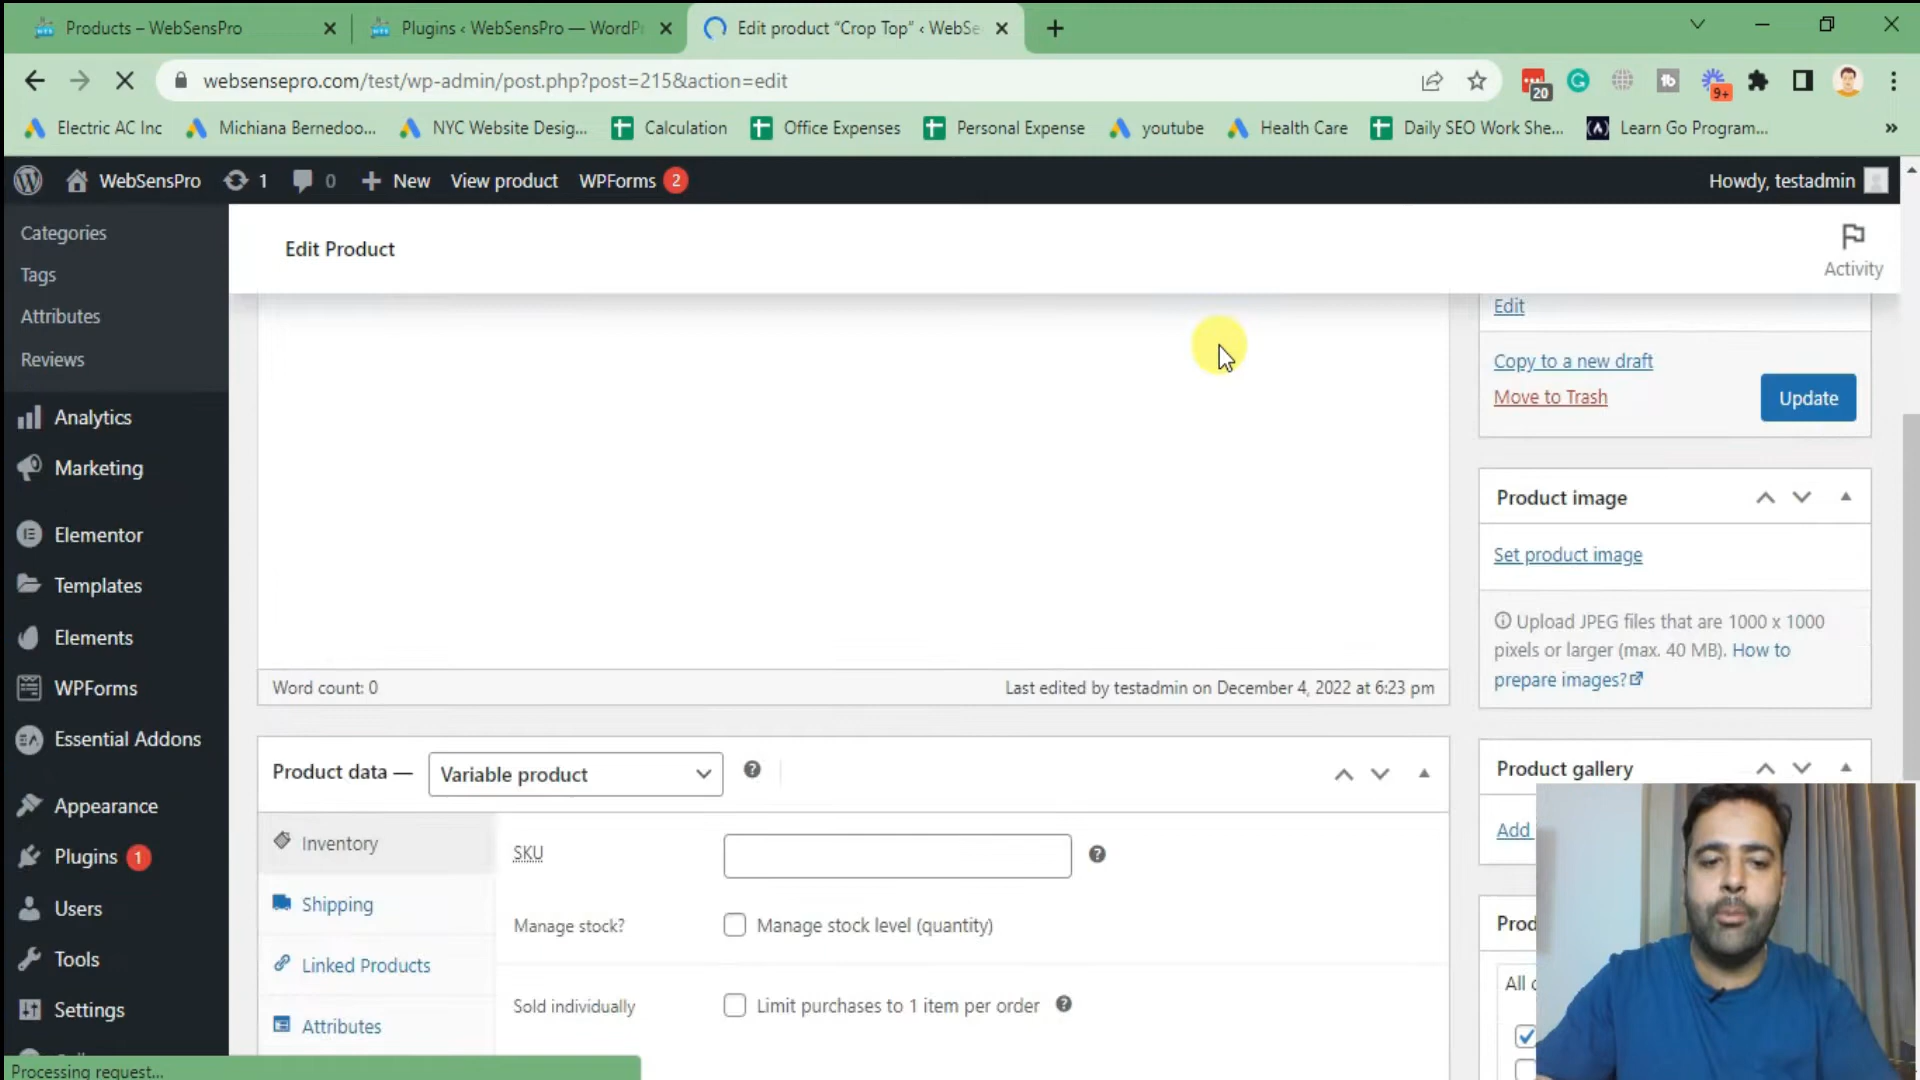 Products – WebSensPro
Plugins ‹ WebSensPro — WordPr
Edit product “Crop Top” ‹ WebSe
websensepro.com/test/wp-admin/post.php?post=215&action=edit
20
9+
Electric AC Inc
Michiana Bernedoo...
NYC Website Desig...
Calculation
Office Expenses
Personal Expense
youtube
Health Care
Daily SEO Work She...
Learn Go Program...
»
WebSensPro
1
0
New
View product
WPForms 2
Howdy, testadmin
Categories
Tags
Attributes
Reviews
Analytics
Marketing
Elementor
Templates
Elements
WPForms
Essential Addons
Appearance
Plugins 1
Users
Tools
Settings
Edit Product
Activity
Edit
Copy to a new draft
Move to Trash
Update
Product image
Set product image
Upload JPEG files that are 1000 x 1000
pixels or larger (max. 40 MB). How to
prepare images?
Word count: 0
Last edited by testadmin on December 4, 2022 at 6:23 pm
Product data —
Variable product
Product gallery
Add
Inventory
Shipping
Linked Products
Attributes
SKU
Manage stock?
Manage stock level (quantity)
Sold individually
Limit purchases to 1 item per order
Prod
All c
Processing request...